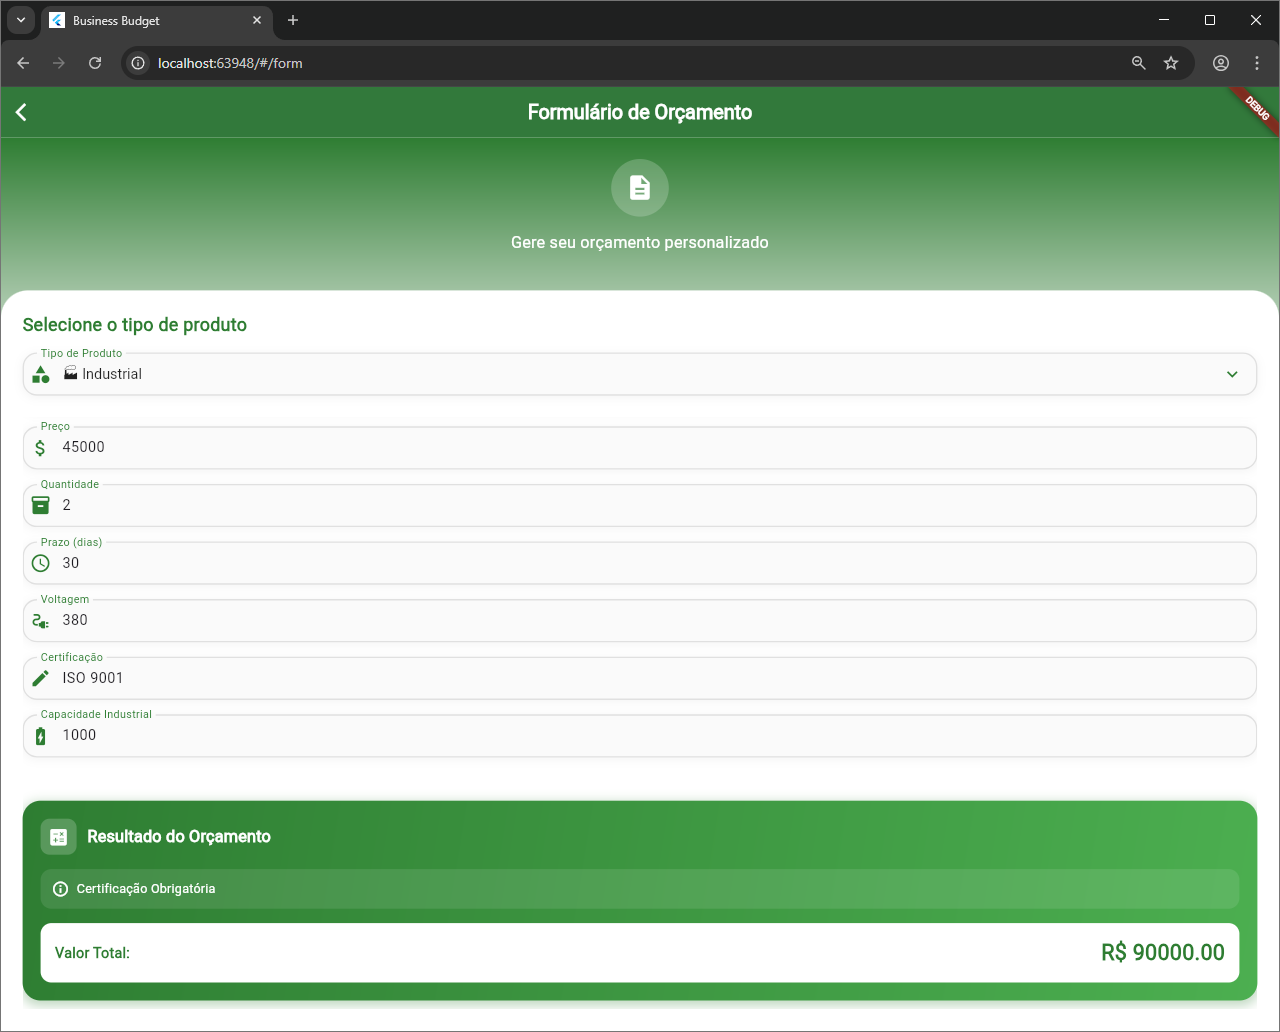 Business Budget
localhost:63948/#/form
Formulário de Orçamento
DEBUG
Gere seu orçamento personalizado
Selecione o tipo de produto
Tipo de Produto
Industrial
Preço
45000
Quantidade
2
Prazo (dias)
30
Voltagem
380
Certificação
ISO 9001
Capacidade Industrial
1000
Resultado do Orçamento
Certificação Obrigatória
Valor Total: R$ 90000.00